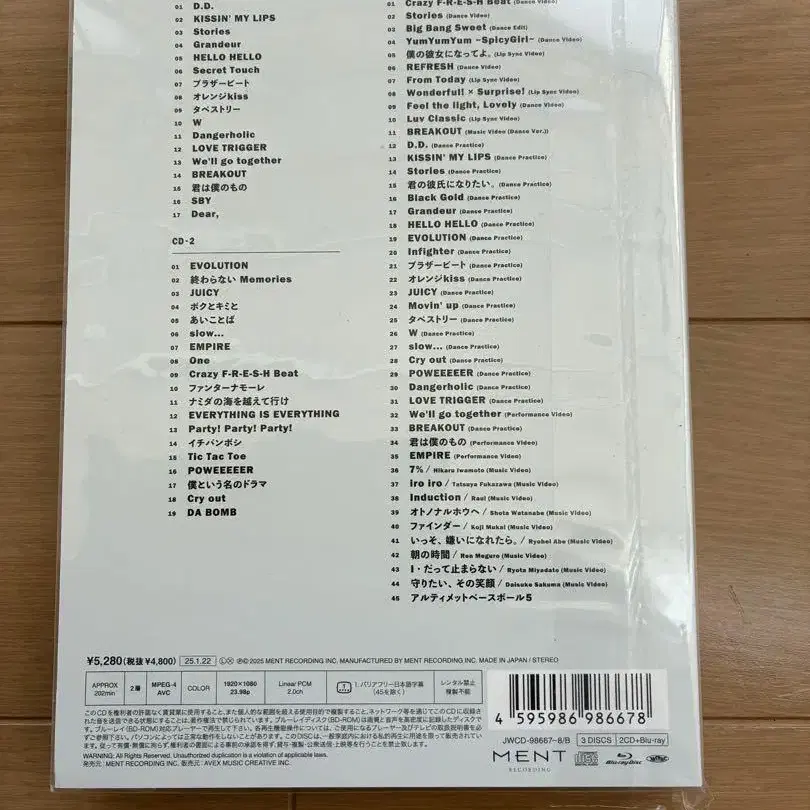 01 D.D.
02 KISSIN' MY LIPS
03 Stories
04 Grandeur
05 HELLO HELLO
06 Secret Touch
07 ブラザービート
08 オレンジkiss
09 タペストリー
10 W
11 Dangerholic
12 LOVE TRIGGER
13 We'll go together
14 BREAKOUT
15 君は僕のもの
16 SBY
17 Dear,
CD-2
01 EVOLUTION
02 終わらない Memories
03 JUICY
04 ボクとキミと
05 あいことば
06 slow...
07 EMPIRE
08 One
09 Crazy F-R-E-S-H Beat
10 ファンターナモーレ
11 ナミダの海を越えて行け
12 EVERYTHING IS EVERYTHING
13 Party! Party! Party!
14 イチバンボシ
15 Tic Tac Toe
16 POWEEEEER
17 僕という名のドラマ
18 Cry out
19 DA BOMB
01 Crazy F-R-E-S-H Beat (Dance Video)
02 Stories (Dance Video)
03 Big Bang Sweet (Dance Edit)
04 YumYumYum ~SpicyGirl~ (Dance Video)
05 僕の彼女になってよ。(Lip Sync Video)
06 REFRESH (Dance Video)
07 From Today (Lip Sync Video)
08 Wonderful! × Surprise! (Lip Sync Video)
09 Feel the light, Lovely (Dance Video)
10 Luv Classic (Lip Sync Video)
11 BREAKOUT (Music Video (Dance Ver.))
12 D.D. (Dance Practice)
13 KISSIN' MY LIPS (Dance Practice)
14 Stories (Dance Practice)
15 君の彼氏になりたい。(Dance Practice)
16 Black Gold (Dance Practice)
17 Grandeur (Dance Practice)
18 HELLO HELLO (Dance Practice)
19 EVOLUTiON (Dance Practice)
20 Infighter (Dance Practice)
21 ブラザービート (Dance Practice)
22 オレンジkiss (Dance Practice)
23 JUICY (Dance Practice)
24 Movin' up (Dance Practice)
25 タペストリー (Dance Practice)
26 W (Dance Practice)
27 slow... (Dance Practice)
28 Cry out (Dance Practice)
29 POWEEEEER (Dance Practice)
30 Dangerholic (Dance Practice)
31 LOVE TRIGGER (Dance Practice)
32 We'll go together (Performance Video)
33 BREAKOUT (Dance Practice)
34 君は僕のもの (Performance Video)
35 EMPIRE (Performance Video)
36 7% / Hikaru Iwamoto (Music Video)
37 iro iro / Tatsuya Fukazawa (Music Video)
38 Induction / Raul (Music Video)
39 オトノナルホウヘ / Shota Watanabe (Music Video)
40 ファインダー / Koji Mukai (Music Video)
41 いっそ、嫌いになれたら。/ Ryohei Abe (Music Video)
42 朝の時間 / Ren Meguro (Music Video)
43 I・だって止まらない / Ryota Miyadate (Music Video)
44 守りたい、その笑顔 / Daisuke Sakuma (Music Video)
45 アルティメットベースボール5
¥5,280(税抜 ¥4,800) 25.1.22 ⓁⓍ ℗©2025 MENT RECORDING INC. MANUFACTURED BY MENT RECORDING INC. MADE IN JAPAN / STEREO
APPROX 202min 2層 MPEG-4 AVC COLOR 1920×1080 23.98p Linear PCM 2.0ch 1. バリアフリー日本語字幕 (45を除く) レンタル禁止 複製不能
WARNING: All Rights Reserved. Unauthorized duplication is a violation of applicable laws.
発売元 / MENT RECORDING INC. 販売元 / AVEX MUSIC CREATIVE INC.
4 595986 986678
JWCD-98667~8/B 3 DISCS 2CD+Blu-ray
MENT
RECORDING
Blu-ray Disc